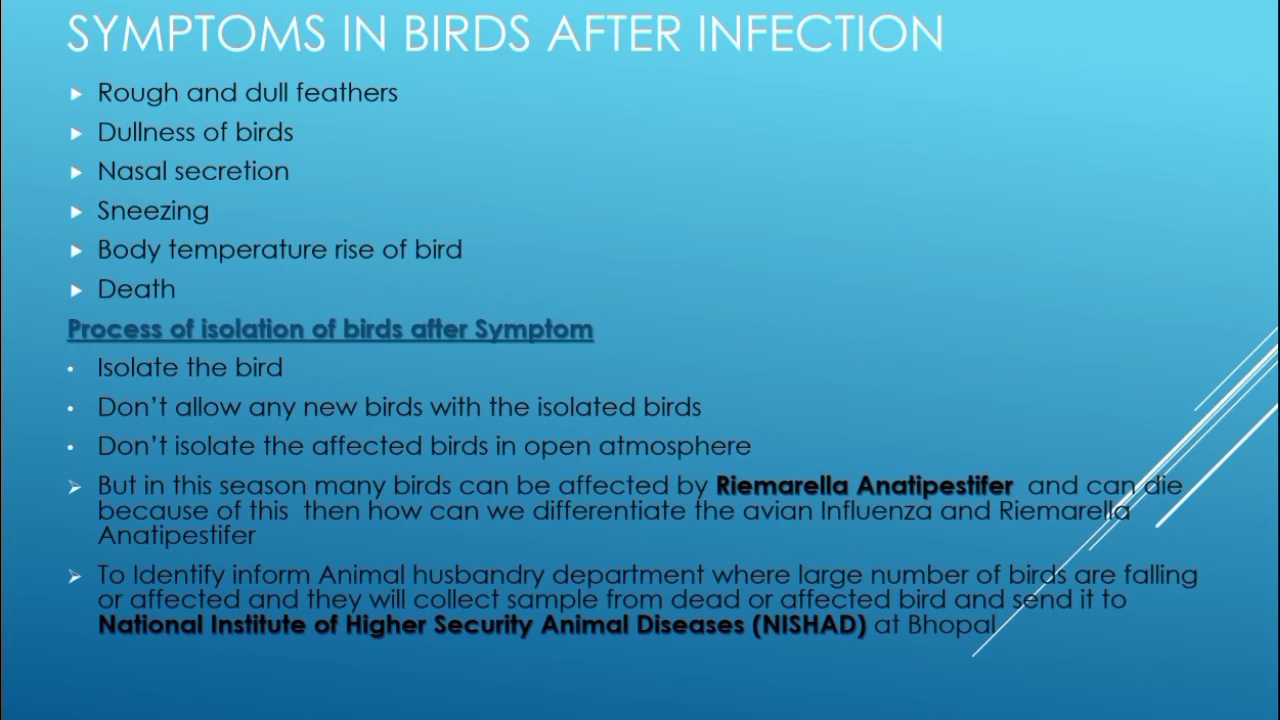 SYMPTOMS IN BIRDS AFTER INFECTION
Rough and dull feathers
Dullness of birds
Nasal secretion
Sneezing
Body temperature rise of bird
Death
Process of isolation of birds after Symptom
Isolate the bird
Don't allow any new birds with the isolated birds
Don't isolate the affected birds in open atmosphere
But in this season many birds can be affected by Riemarella Anatipestifer and can die
because of this then how can we differentiate the avian Influenza and Riemarella
Anatipestifer
To Identify inform Animal husbandry department where large number of birds are falling
or affected and they will collect sample from dead or affected bird and send it to
National Institute of Higher Security Animal Diseases (NISHAD) at Bhopal